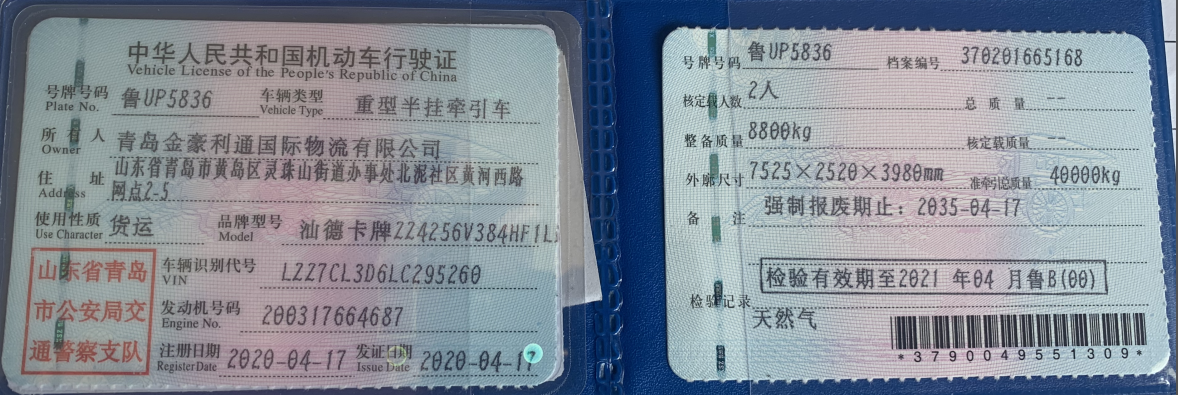 中华人民共和国机动车行驶证
Vehicle License of the People's Republic of China
号牌号码 鲁UP5836 车辆类型 重型半挂牵引车
Plate No. Vehicle Type
所有人 青岛金豪利通国际物流有限公司
Owner
住址 山东省青岛市黄岛区灵珠山街道办事处北泥社区黄河西路
Address 网点2-5
使用性质 货运 品牌型号 汕德卡牌ZZ4256V384HF1L
Use Character Model
山东省青岛
市公安局交
通警察支队
车辆识别代号 LZZ7CL3D6LC295260
VIN
发动机号码 200317664687
Engine No.
注册日期 2020-04-17 发证日期 2020-04-17
Register Date Issue Date
号牌号码 鲁UP5836 档案编号 370201665168
核定载人数 2人 总质量 --
整备质量 8800kg 核定载质量 --
外廓尺寸 7525×2520×3980mm 准牵引总质量 40000kg
备注 强制报废期止：2035-04-17
检验有效期至2021 年04 月鲁B(00)
检验记录
天然气
*3790049551309*